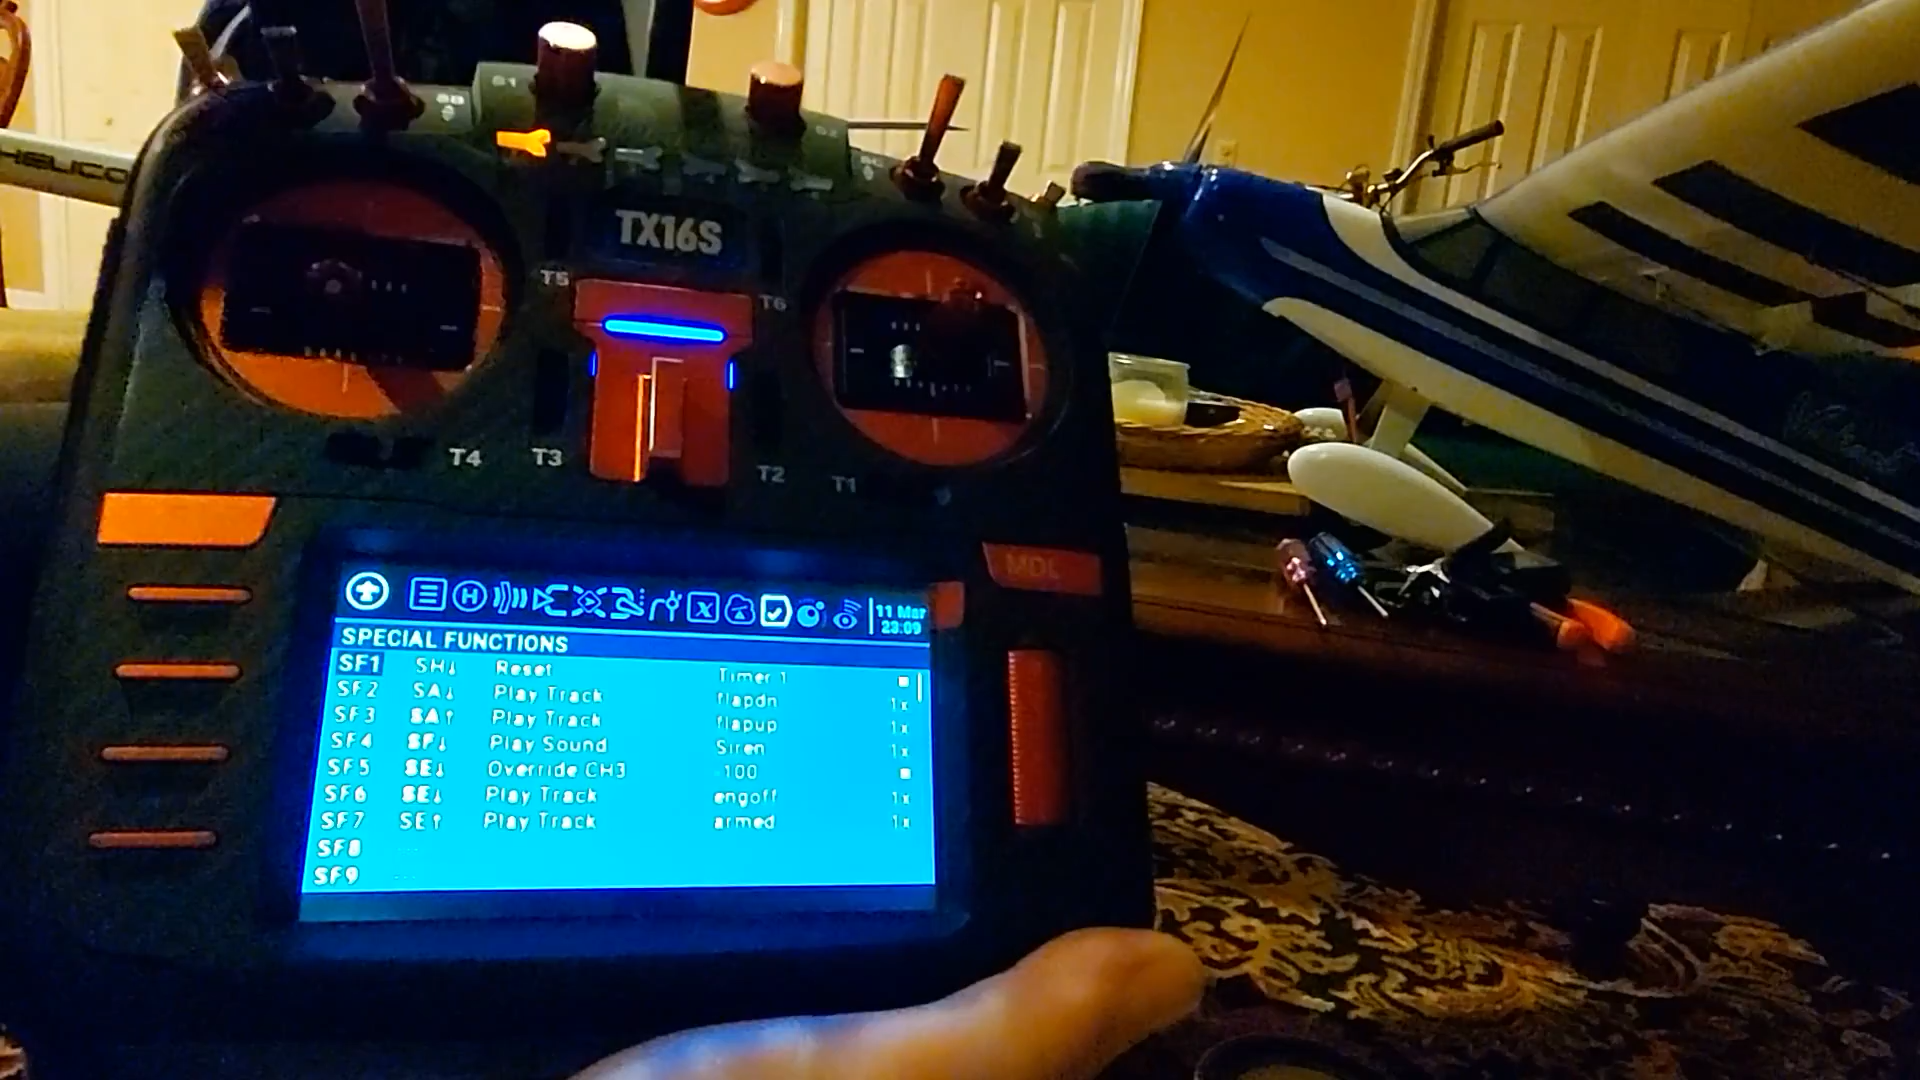 S1
TX16S
HELICO
T5
T6
T4 T3
T2 T1
MDL
11 Mar
23:09
SPECIAL FUNCTIONS
SF1 SH↓ Reset Timer 1
SF2 SA↓ Play Track flapdn 1x
SF3 SA↑ Play Track flapup 1x
SF4 SF↓ Play Sound Siren 1x
SF5 SE↓ Override CH3 -100
SF6 SE↓ Play Track engoff 1x
SF7 SE↑ Play Track armed 1x
SF8 ---
SF9 ---